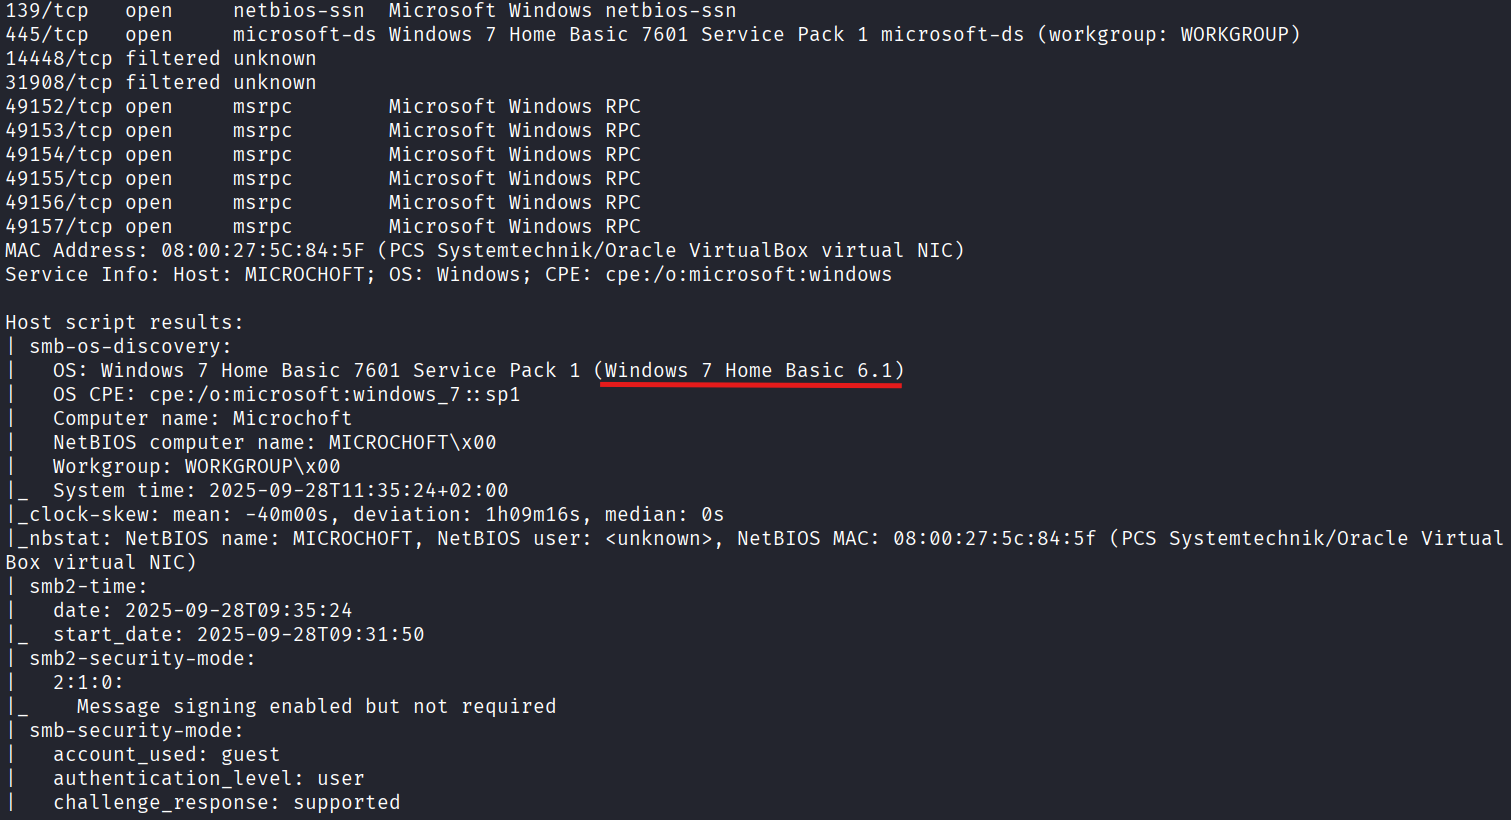 139/tcp   open     netbios-ssn  Microsoft Windows netbios-ssn
445/tcp   open     microsoft-ds Windows 7 Home Basic 7601 Service Pack 1 microsoft-ds (workgroup: WORKGROUP)
14448/tcp filtered unknown
31908/tcp filtered unknown
49152/tcp open     msrpc        Microsoft Windows RPC
49153/tcp open     msrpc        Microsoft Windows RPC
49154/tcp open     msrpc        Microsoft Windows RPC
49155/tcp open     msrpc        Microsoft Windows RPC
49156/tcp open     msrpc        Microsoft Windows RPC
49157/tcp open     msrpc        Microsoft Windows RPC
MAC Address: 08:00:27:5C:84:5F (PCS Systemtechnik/Oracle VirtualBox virtual NIC)
Service Info: Host: MICROCHOFT; OS: Windows; CPE: cpe:/o:microsoft:windows
Host script results:
| smb-os-discovery:
|   OS: Windows 7 Home Basic 7601 Service Pack 1 (Windows 7 Home Basic 6.1)
|   OS CPE: cpe:/o:microsoft:windows_7::sp1
|   Computer name: Microchoft
|   NetBIOS computer name: MICROCHOFT\x00
|   Workgroup: WORKGROUP\x00
|_  System time: 2025-09-28T11:35:24+02:00
|_clock-skew: mean: -40m00s, deviation: 1h09m16s, median: 0s
|_nbstat: NetBIOS name: MICROCHOFT, NetBIOS user: <unknown>, NetBIOS MAC: 08:00:27:5c:84:5f (PCS Systemtechnik/Oracle Virtual
Box virtual NIC)
| smb2-time:
|   date: 2025-09-28T09:35:24
|_  start_date: 2025-09-28T09:31:50
| smb2-security-mode:
|   2:1:0:
|_    Message signing enabled but not required
| smb-security-mode:
|   account_used: guest
|   authentication_level: user
|   challenge_response: supported